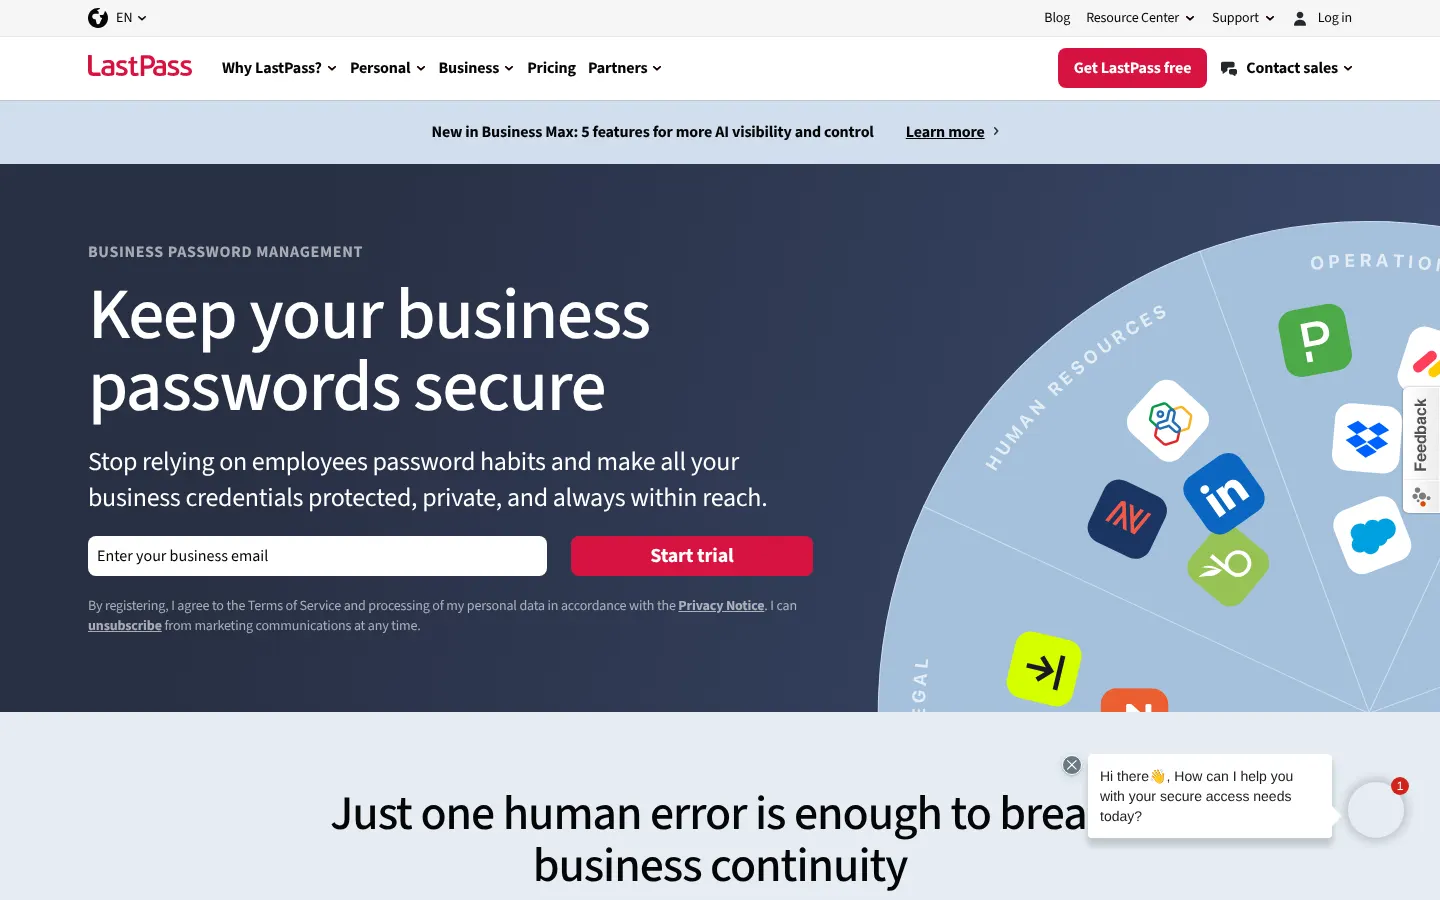 EN
Blog
Resource Center
Support
Log in
LastPass
Why LastPass?
Personal
Business
Pricing
Partners
Get LastPass free
Contact sales
New in Business Max: 5 features for more AI visibility and control
Learn more
BUSINESS PASSWORD MANAGEMENT
Keep your business
passwords secure
Stop relying on employees password habits and make all your
business credentials protected, private, and always within reach.
Enter your business email
Start trial
By registering, I agree to the Terms of Service and processing of my personal data in accordance with the Privacy Notice. I can
unsubscribe from marketing communications at any time.
HUMAN RESOURCES
in
Feedback
Just one human error is enough to
business continuity
Hi there👋, How can I help you
with your secure access needs
today?
1